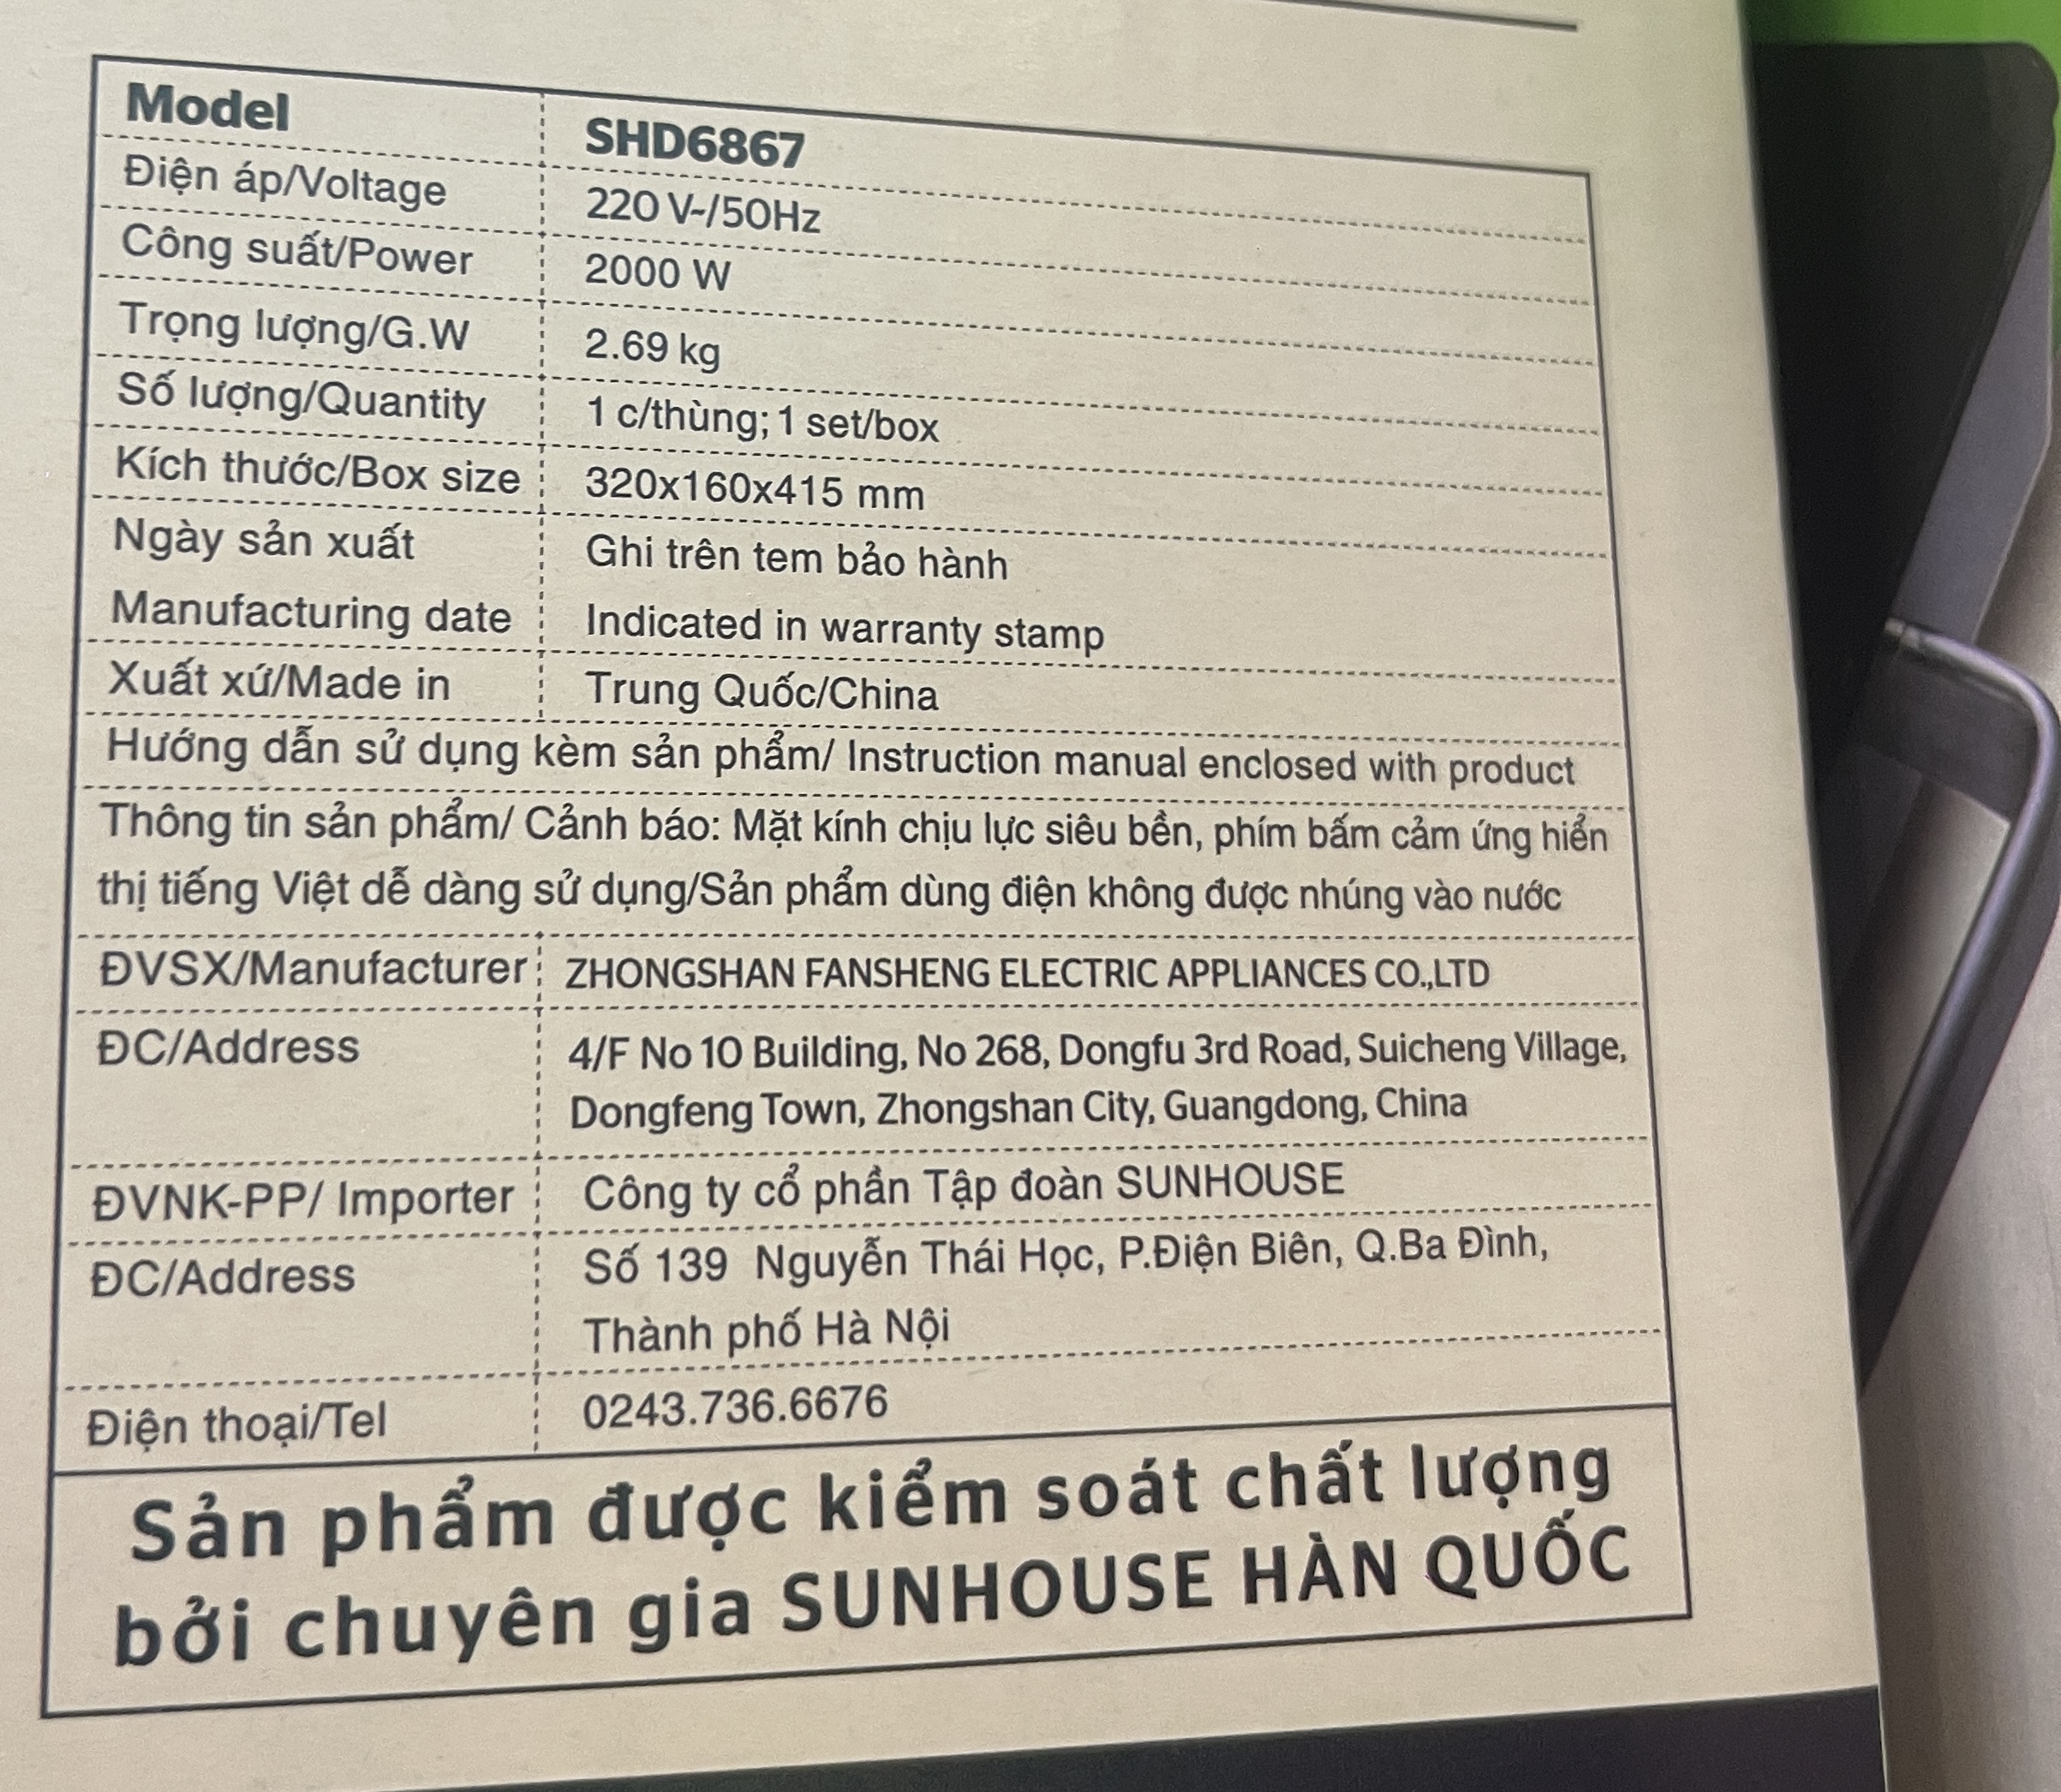 Model SHD6867
Điện áp/Voltage 220 V~/50Hz
Công suất/Power 2000 W
Trọng lượng/G.W 2.69 kg
Số lượng/Quantity 1 c/thùng; 1 set/box
Kích thước/Box size 320x160x415 mm
Ngày sản xuất Ghi trên tem bảo hành
Manufacturing date Indicated in warranty stamp
Xuất xứ/Made in Trung Quốc/China
Hướng dẫn sử dụng kèm sản phẩm/ Instruction manual enclosed with product
Thông tin sản phẩm/ Cảnh báo: Mặt kính chịu lực siêu bền, phím bấm cảm ứng hiển
thị tiếng Việt dễ dàng sử dụng/Sản phẩm dùng điện không được nhúng vào nước
ĐVSX/Manufacturer ZHONGSHAN FANSHENG ELECTRIC APPLIANCES CO.,LTD
ĐC/Address 4/F No 10 Building, No 268, Dongfu 3rd Road, Suicheng Village,
Dongfeng Town, Zhongshan City, Guangdong, China
ĐVNK-PP/ Importer Công ty cổ phần Tập đoàn SUNHOUSE
ĐC/Address Số 139 Nguyễn Thái Học, P.Điện Biên, Q.Ba Đình,
Thành phố Hà Nội
Điện thoại/Tel 0243.736.6676
Sản phẩm được kiểm soát chất lượng
bởi chuyên gia SUNHOUSE HÀN QUỐC